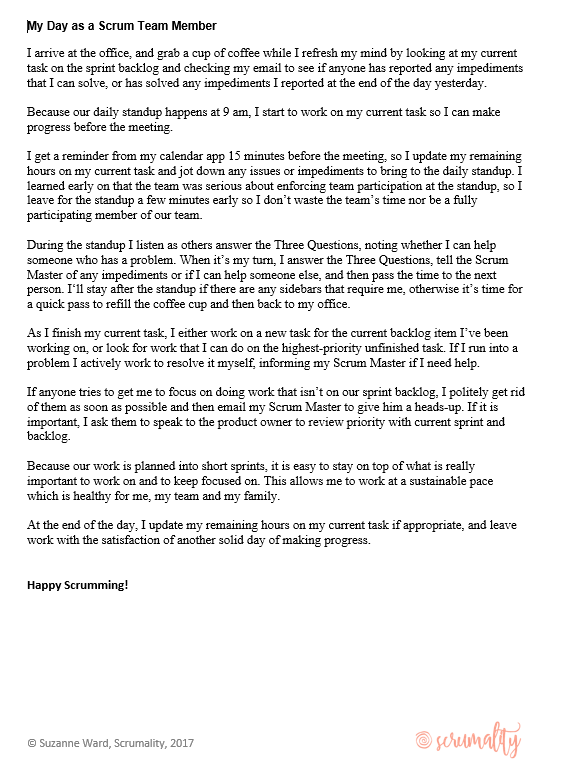 My Day as a Scrum Team Member
I arrive at the office, and grab a cup of coffee while I refresh my mind by looking at my current
task on the sprint backlog and checking my email to see if anyone has reported any impediments
that I can solve, or has solved any impediments I reported at the end of the day yesterday.
Because our daily standup happens at 9 am, I start to work on my current task so I can make
progress before the meeting.
I get a reminder from my calendar app 15 minutes before the meeting, so I update my remaining
hours on my current task and jot down any issues or impediments to bring to the daily standup. I
learned early on that the team was serious about enforcing team participation at the standup, so I
leave for the standup a few minutes early so I don't waste the team's time nor be a fully
participating member of our team.
During the standup I listen as others answer the Three Questions, noting whether I can help
someone who has a problem. When it's my turn, I answer the Three Questions, tell the Scrum
Master of any impediments or if I can help someone else, and then pass the time to the next
person. I'll stay after the standup if there are any sidebars that require me, otherwise it's time for
a quick pass to refill the coffee cup and then back to my office.
As I finish my current task, I either work on a new task for the current backlog item I've been
working on, or look for work that I can do on the highest-priority unfinished task. If I run into a
problem I actively work to resolve it myself, informing my Scrum Master if I need help.
If anyone tries to get me to focus on doing work that isn't on our sprint backlog, I politely get rid
of them as soon as possible and then email my Scrum Master to give him a heads-up. If it is
important, I ask them to speak to the product owner to review priority with current sprint and
backlog.
Because our work is planned into short sprints, it is easy to stay on top of what is really
important to work on and to keep focused on. This allows me to work at a sustainable pace
which is healthy for me, my team and my family.
At the end of the day, I update my remaining hours on my current task if appropriate, and leave
work with the satisfaction of another solid day of making progress.
Happy Scrumming!
© Suzanne Ward, Scrumality, 2017
scrumality